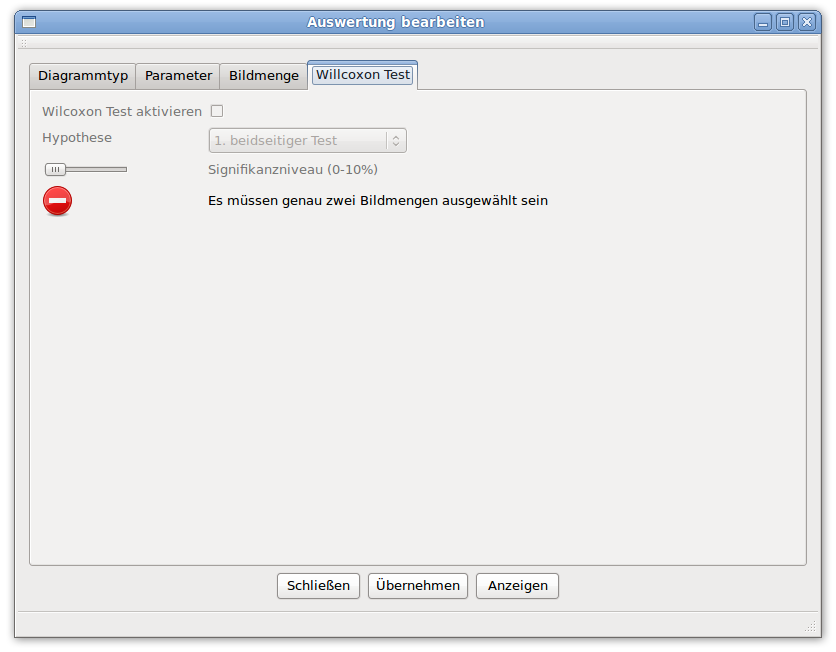 Auswertung bearbeiten
Diagrammtyp Parameter Bildmenge Willcoxon Test
Wilcoxon Test aktivieren
Hypothese 1. beidseitiger Test
Signifikanzniveau (0-10%)
Es müssen genau zwei Bildmengen ausgewählt sein
Schließen Übernehmen Anzeigen